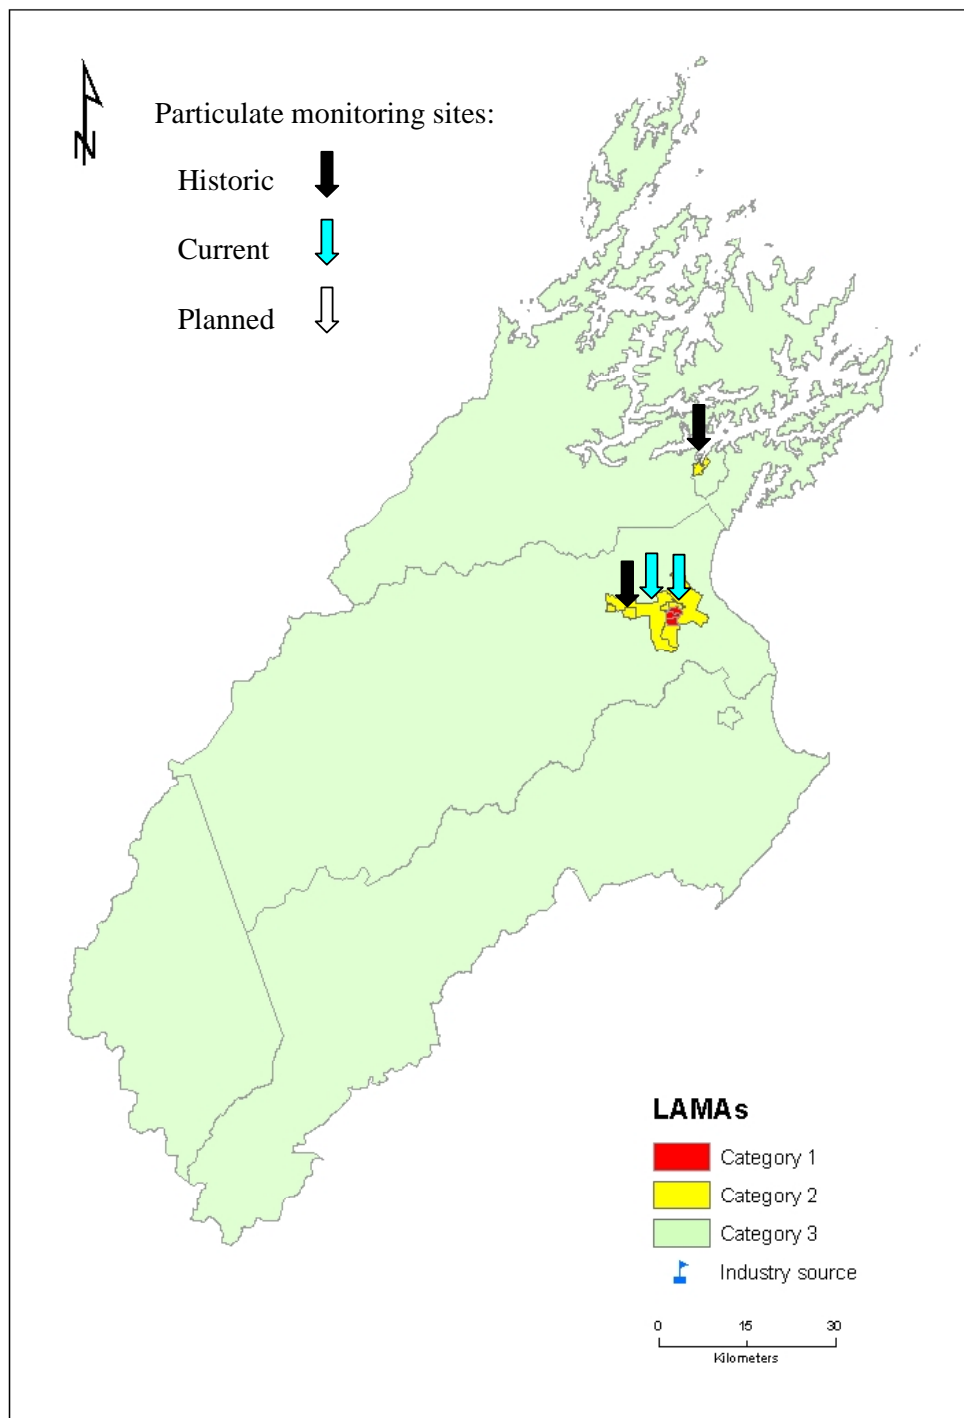 N
Particulate monitoring sites:
Historic
Current
Planned
LAMAs
Category 1
Category 2
Category 3
Industry source
0 15 30
Kilometers